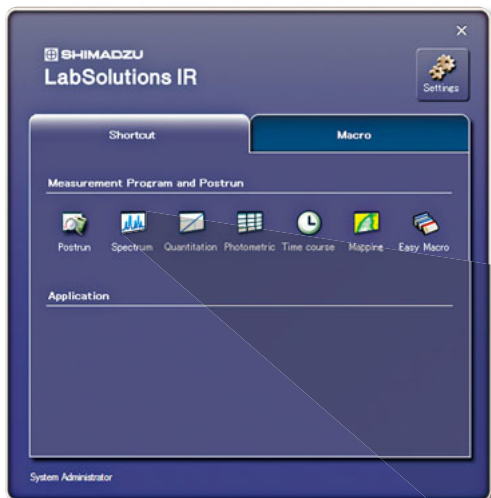 SHIMADZU
LabSolutions IR
Settings
Shortcut
Macro
Measurement Program and Postrun
Postrun Spectrum Quantitation Photometric Time course Mapping Easy Macro
Application
System Administrator